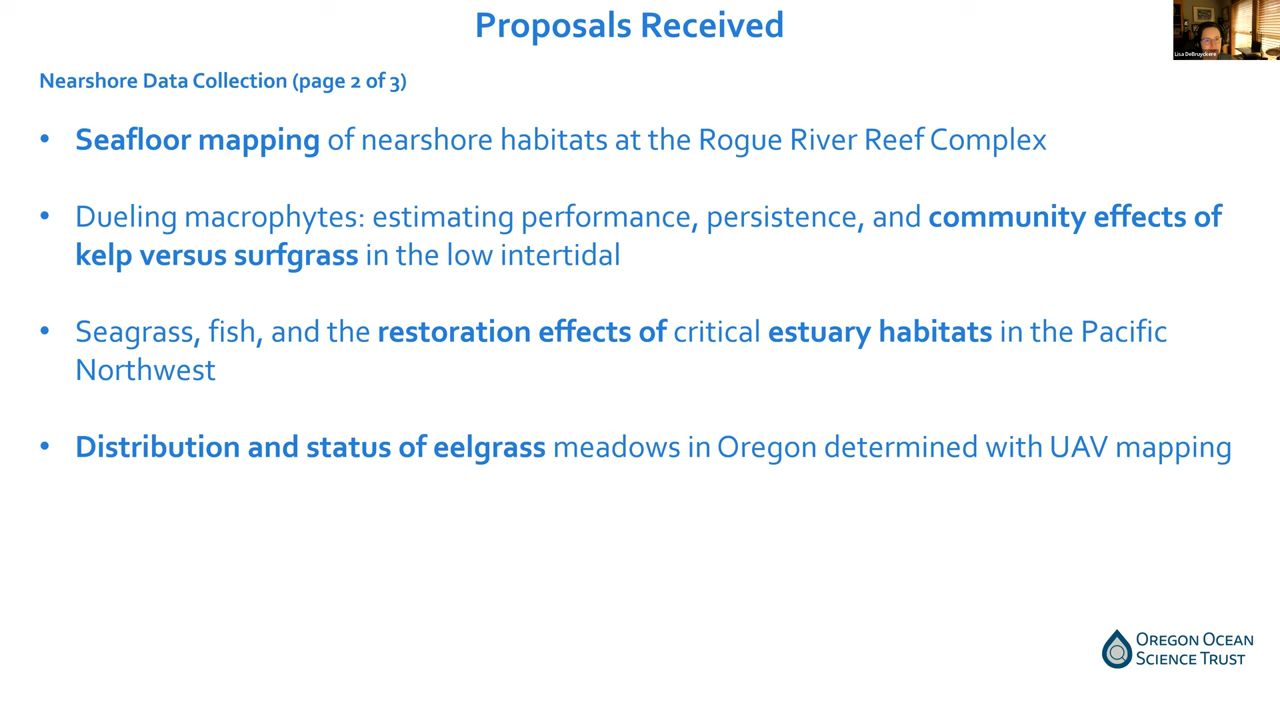 Proposals Received
Lisa DeBruyckere
Nearshore Data Collection (page 2 of 3)
• Seafloor mapping of nearshore habitats at the Rogue River Reef Complex
• Dueling macrophytes: estimating performance, persistence, and community effects of
kelp versus surfgrass in the low intertidal
• Seagrass, fish, and the restoration effects of critical estuary habitats in the Pacific
Northwest
• Distribution and status of eelgrass meadows in Oregon determined with UAV mapping
OREGON OCEAN
SCIENCE TRUST